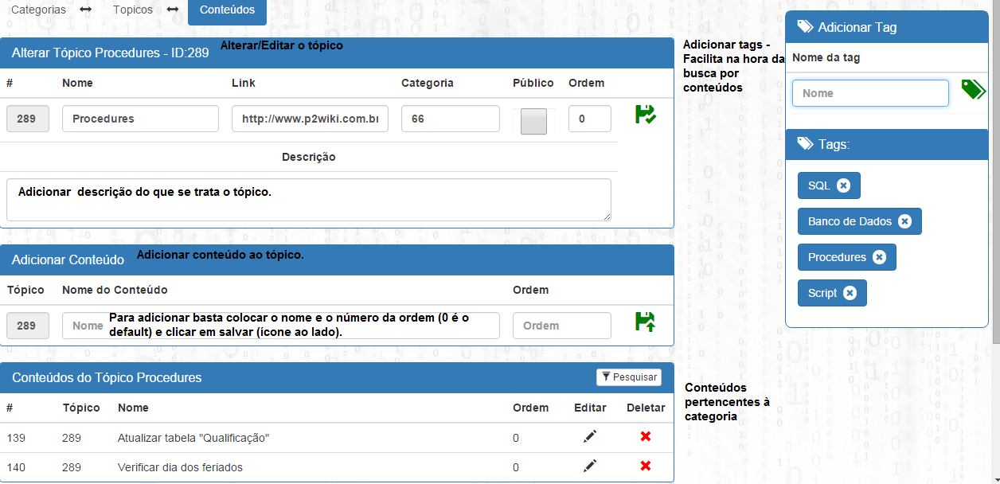 Categorias Topicos Conteúdos
Alterar Tópico Procedures - ID:289 Alterar/Editar o tópico
# Nome Link Categoria Público Ordem
289 Procedures http://www.p2wiki.com.br 66 0
Descrição
Adicionar descrição do que se trata o tópico.
Adicionar Conteúdo Adicionar conteúdo ao tópico.
Tópico Nome do Conteúdo Ordem
289 Nome Para adicionar basta colocar o nome e o número da ordem (0 é o Ordem
default) e clicar em salvar (ícone ao lado).
Conteúdos do Tópico Procedures Pesquisar
# Tópico Nome Ordem Editar Deletar
139 289 Atualizar tabela "Qualificação" 0
140 289 Verificar dia dos feriados 0
Adicionar tags -
Facilita na hora da
busca por
conteúdos
Conteúdos
pertencentes à
categoria
Adicionar Tag
Nome da tag
Nome
Tags:
SQL
Banco de Dados
Procedures
Script